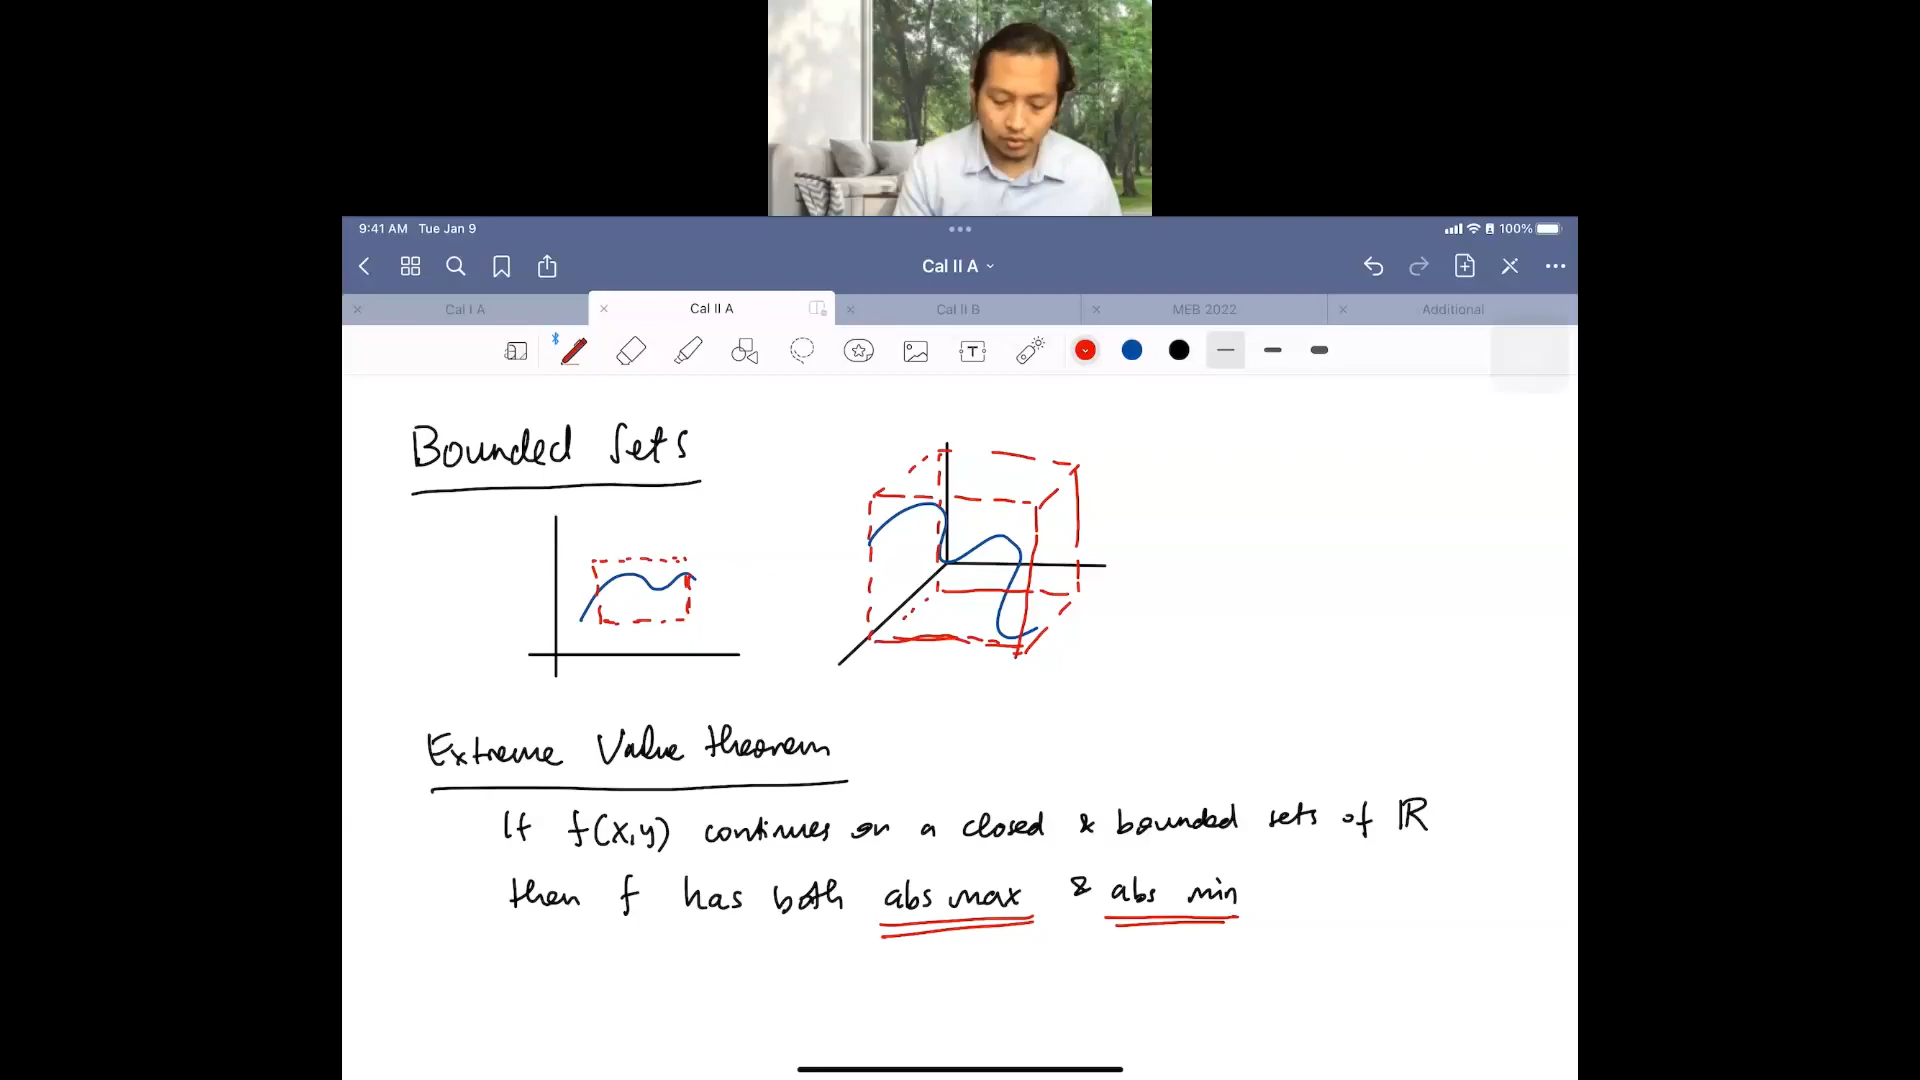 9:41 AM Tue Jan 9
100%
Cal II A
Cal I A
Cal II A
Cal II B
MEB 2022
Additional
T
Bounded Sets
Extreme Value theorem
If f(x,y) continues on a closed & bounded sets of ℝ
then f has both abs max & abs min